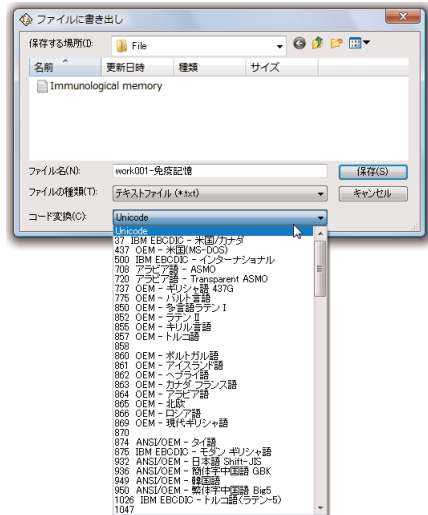 ファイルに書き出し
保存する場所(I):
File
名前 更新日時 種類 サイズ
Immunological memory
ファイル名(N): work001-免疫記憶 保存(S)
ファイルの種類(T): テキストファイル (*.txt) キャンセル
コード変換(C): Unicode
Unicode
37 IBM EBCDIC - 米国/カナダ
437 OEM - 米国(MS-DOS)
500 IBM EBCDIC - インターナショナル
708 アラビア語 - ASMO
720 アラビア語 - Transparent ASMO
737 OEM - ギリシャ語 437G
775 OEM - バルト言語
850 OEM - 多言語ラテン I
852 OEM - ラテン II
855 OEM - キリル言語
857 OEM - トルコ語
858
860 OEM - ポルトガル語
861 OEM - アイスランド語
862 OEM - ヘブライ語
863 OEM - カナダ フランス語
864 OEM - アラビア語
865 OEM - 北欧
866 OEM - ロシア語
869 OEM - 現代ギリシャ語
870
874 ANSI/OEM - タイ語
875 IBM EBCDIC - モダン ギリシャ語
932 ANSI/OEM - 日本語 Shift-JIS
936 ANSI/OEM - 簡体字中国語 GBK
949 ANSI/OEM - 韓国語
950 ANSI/OEM - 繁体字中国語 Big5
1026 IBM EBCDIC - トルコ語(ラテン-5)
1047